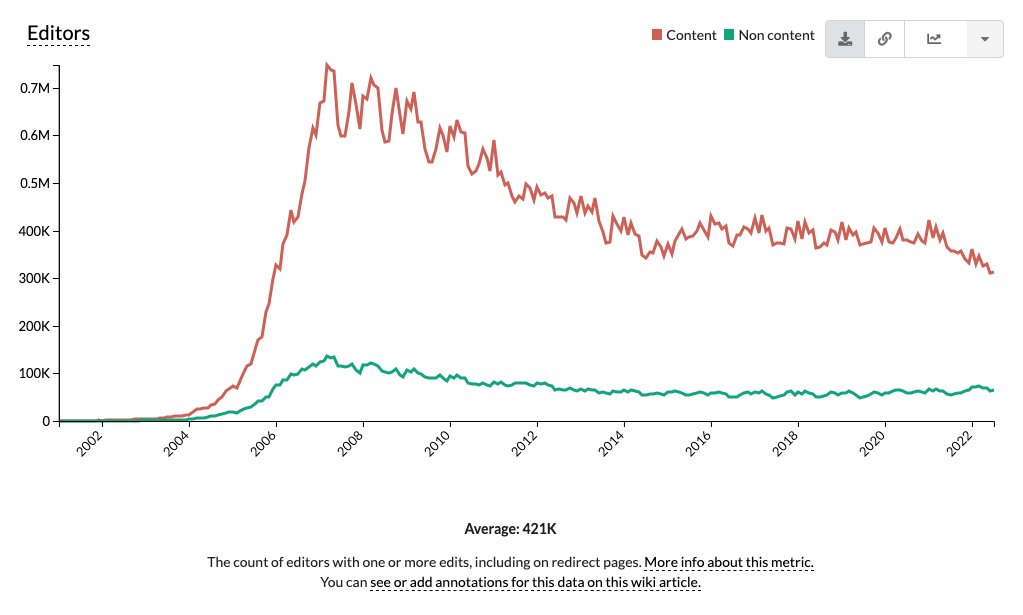 Editors
Content Non content
0.7M
0.6M
0.5M
400K
300K
200K
100K
0
2002 2004 2006 2008 2010 2012 2014 2016 2018 2020 2022
Average: 421K
The count of editors with one or more edits, including on redirect pages. More info about this metric.
You can see or add annotations for this data on this wiki article.